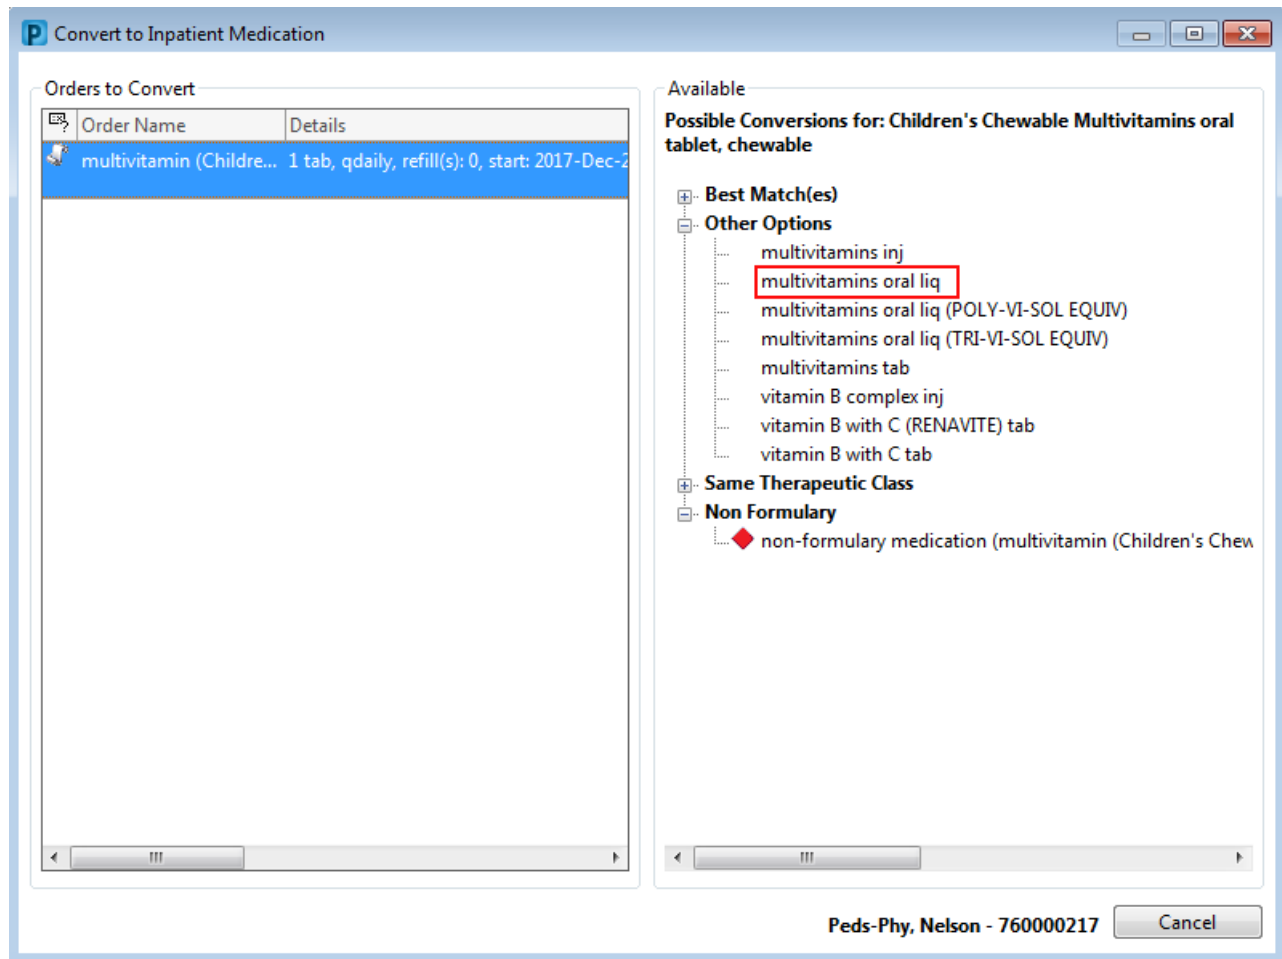 P Convert to Inpatient Medication
Orders to Convert
Order Name Details
multivitamin (Childre... 1 tab, qdaily, refill(s): 0, start: 2017-Dec-2
Available
Possible Conversions for: Children's Chewable Multivitamins oral
tablet, chewable
Best Match(es)
Other Options
multivitamins inj
multivitamins oral liq
multivitamins oral liq (POLY-VI-SOL EQUIV)
multivitamins oral liq (TRI-VI-SOL EQUIV)
multivitamins tab
vitamin B complex inj
vitamin B with C (RENAVITE) tab
vitamin B with C tab
Same Therapeutic Class
Non Formulary
non-formulary medication (multivitamin (Children's Chew
Peds-Phy, Nelson - 760000217 Cancel